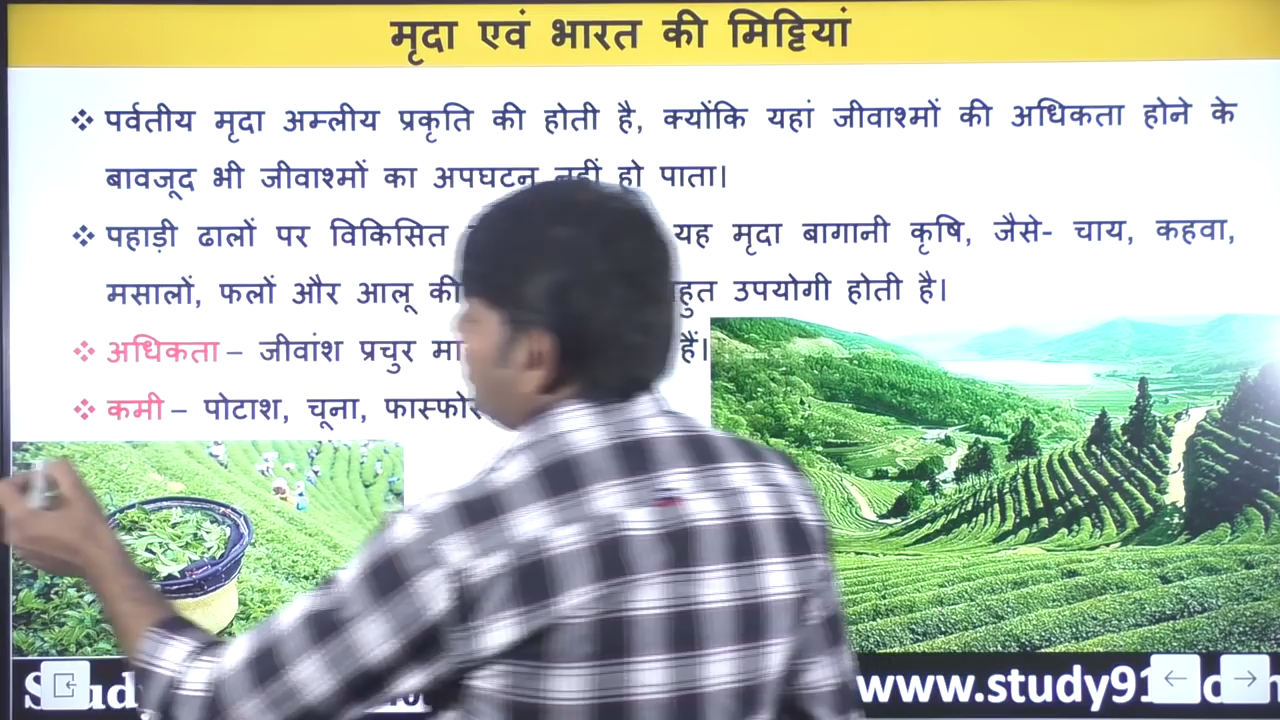 मृदा एवं भारत की मिट्टियां
❖ पर्वतीय मृदा अम्लीय प्रकृति की होती है, क्योंकि यहां जीवाश्मों की अधिकता होने के
बावजूद भी जीवाश्मों का अपघटन नहीं हो पाता।
❖ पहाड़ी ढालों पर विकिसित यह मृदा बागानी कृषि, जैसे- चाय, कहवा,
मसालों, फलों और आलू की उपयोगी होती है।
❖ अधिकता – जीवांश प्रचुर हैं।
❖ कमी – पोटाश, चूना,
www.study91